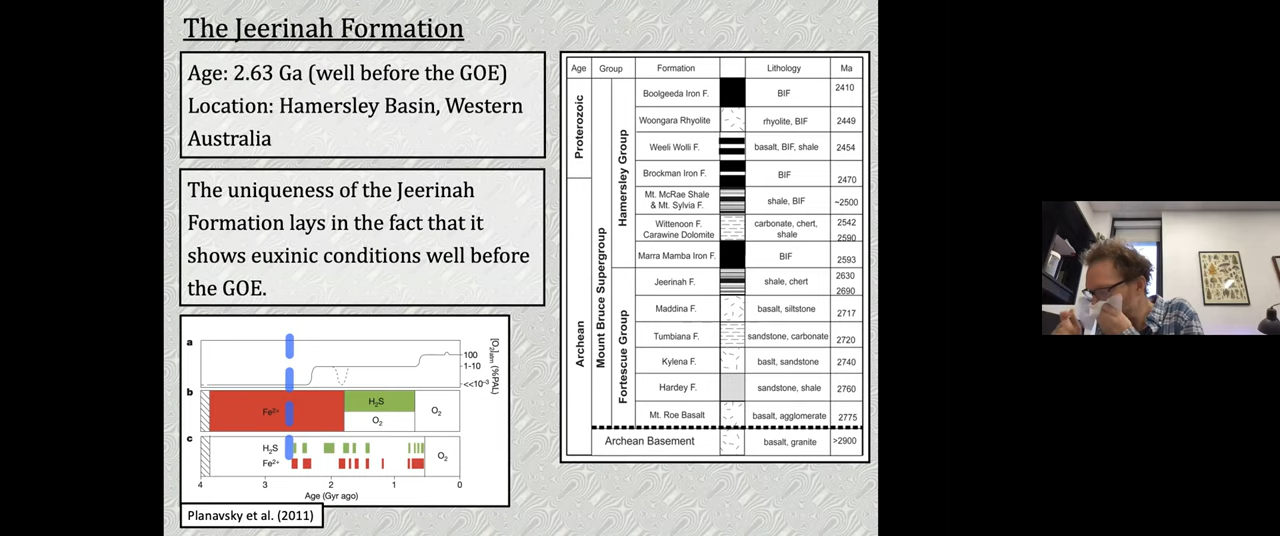 The Jeerinah Formation
Age: 2.63 Ga (well before the GOE)
Location: Hamersley Basin, Western
Australia
The uniqueness of the Jeerinah
Formation lays in the fact that it
shows euxinic conditions well before
the GOE.
a
100
1-10
<<10⁻³
[O₂]atm (%PAL)
b
Fe²⁺
H₂S
O₂
O₂
c
H₂S
Fe²⁺
O₂
4 3 2 1 0
Age (Gyr ago)
Planavsky et al. (2011)
Age Group Formation Lithology Ma
Proterozoic
Archean
Mount Bruce Supergroup
Hamersley Group
Fortescue Group
Boolgeeda Iron F. BIF 2410
Woongara Rhyolite rhyolite, BIF 2449
Weeli Wolli F. basalt, BIF, shale 2454
Brockman Iron F. BIF 2470
Mt. McRae Shale
& Mt. Sylvia F. shale, BIF ~2500
Wittenoon F. carbonate, chert, 2542
Carawine Dolomite shale 2590
Marra Mamba Iron F. BIF 2593
Jeerinah F. shale, chert 2630
2690
Maddina F. basalt, siltstone 2717
Tumbiana F. sandstone, carbonate 2720
Kylena F. baslt, sandstone 2740
Hardey F. sandstone, shale 2760
Mt. Roe Basalt basalt, agglomerate 2775
Archean Basement basalt, granite >2900